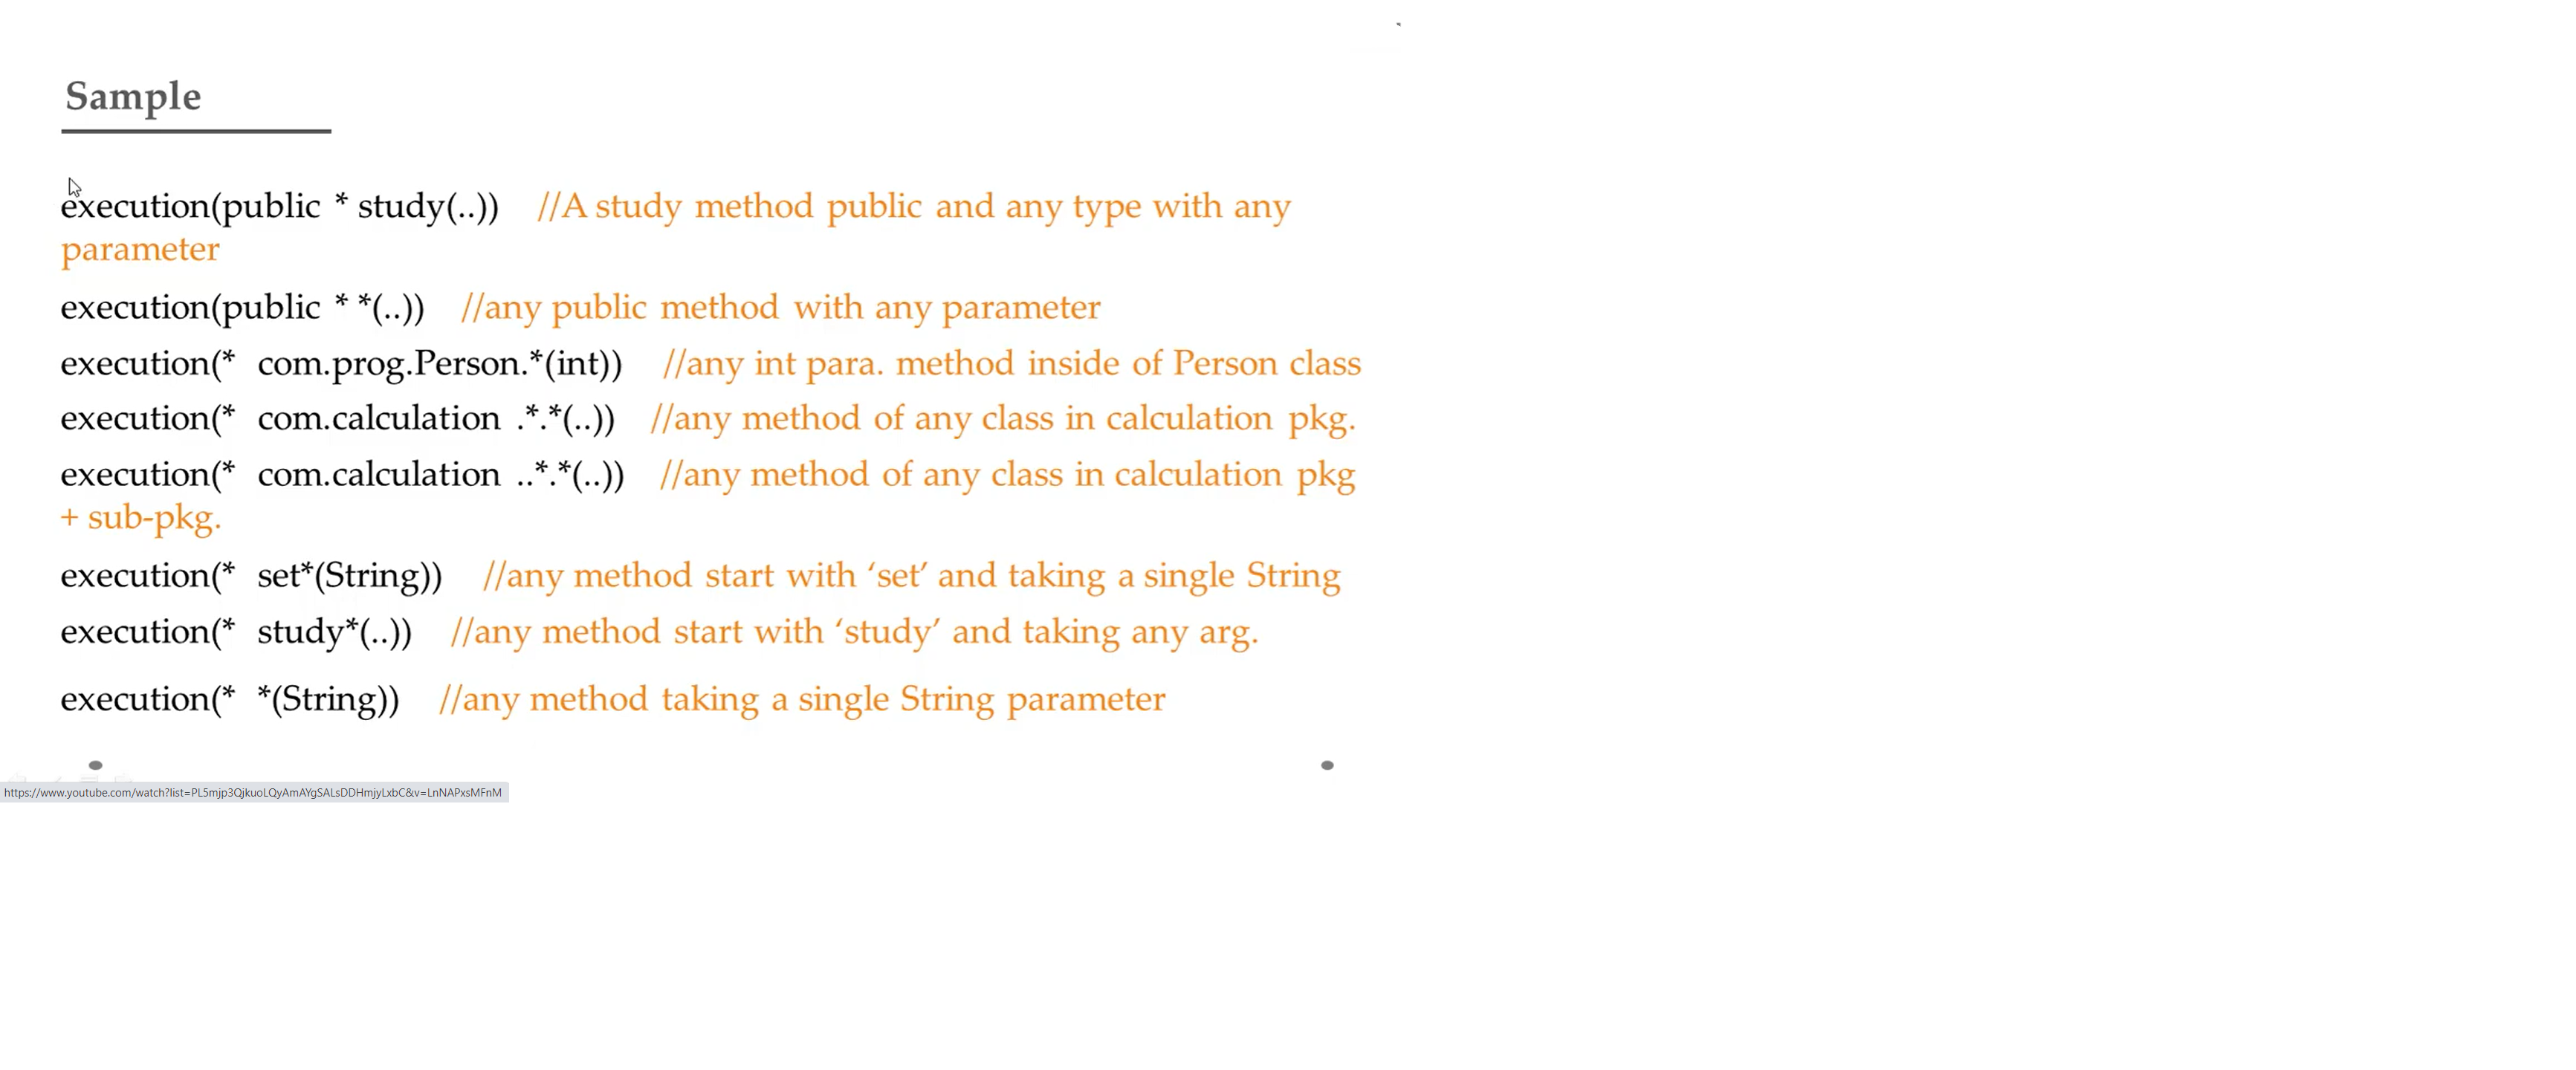 Sample
execution(public * study(..)) //A study method public and any type with any
parameter
execution(public * *(..)) //any public method with any parameter
execution(* com.prog.Person.*(int)) //any int para. method inside of Person class
execution(* com.calculation .*.*(..)) //any method of any class in calculation pkg.
execution(* com.calculation ..*.*(..)) //any method of any class in calculation pkg
+ sub-pkg.
execution(* set*(String)) //any method start with ‘set’ and taking a single String
execution(* study*(..)) //any method start with ‘study’ and taking any arg.
execution(* *(String)) //any method taking a single String parameter
https://www.youtube.com/watch?list=PL5mjp3QjkuoLQyAmAYgSALsDDHmjyLxbC&v=LnNAPxsMFnM